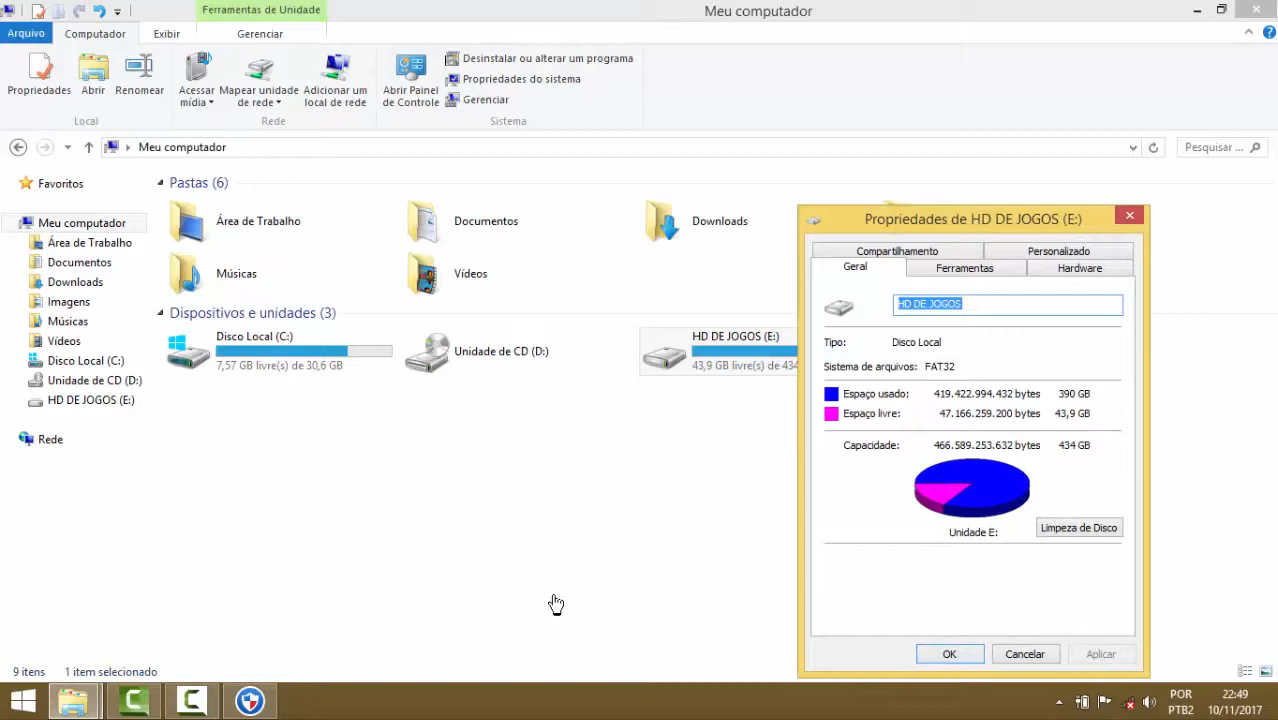 Ferramentas de Unidade
Meu computador
Arquivo
Computador
Exibir
Gerenciar
Propriedades
Abrir
Renomear
Acessar mídia
Mapear unidade de rede
Adicionar um local de rede
Abrir Painel de Controle
Desinstalar ou alterar um programa
Propriedades do sistema
Gerenciar
Local
Rede
Sistema
Meu computador
Pesquisar ...
Favoritos
Meu computador
Área de Trabalho
Documentos
Downloads
Imagens
Músicas
Vídeos
Disco Local (C:)
Unidade de CD (D:)
HD DE JOGOS (E:)
Rede
Pastas (6)
Área de Trabalho
Documentos
Downloads
Músicas
Vídeos
Dispositivos e unidades (3)
Disco Local (C:)
7,57 GB livre(s) de 30,6 GB
Unidade de CD (D:)
HD DE JOGOS (E:)
43,9 GB livre(s) de 434
Propriedades de HD DE JOGOS (E:)
Compartilhamento
Personalizado
Geral
Ferramentas
Hardware
HD DE JOGOS
Tipo: Disco Local
Sistema de arquivos: FAT32
Espaço usado: 419.422.994.432 bytes 390 GB
Espaço livre: 47.166.259.200 bytes 43,9 GB
Capacidade: 466.589.253.632 bytes 434 GB
Unidade E:
Limpeza de Disco
OK
Cancelar
Aplicar
9 itens
1 item selecionado
POR
PTB2
22:49
10/11/2017